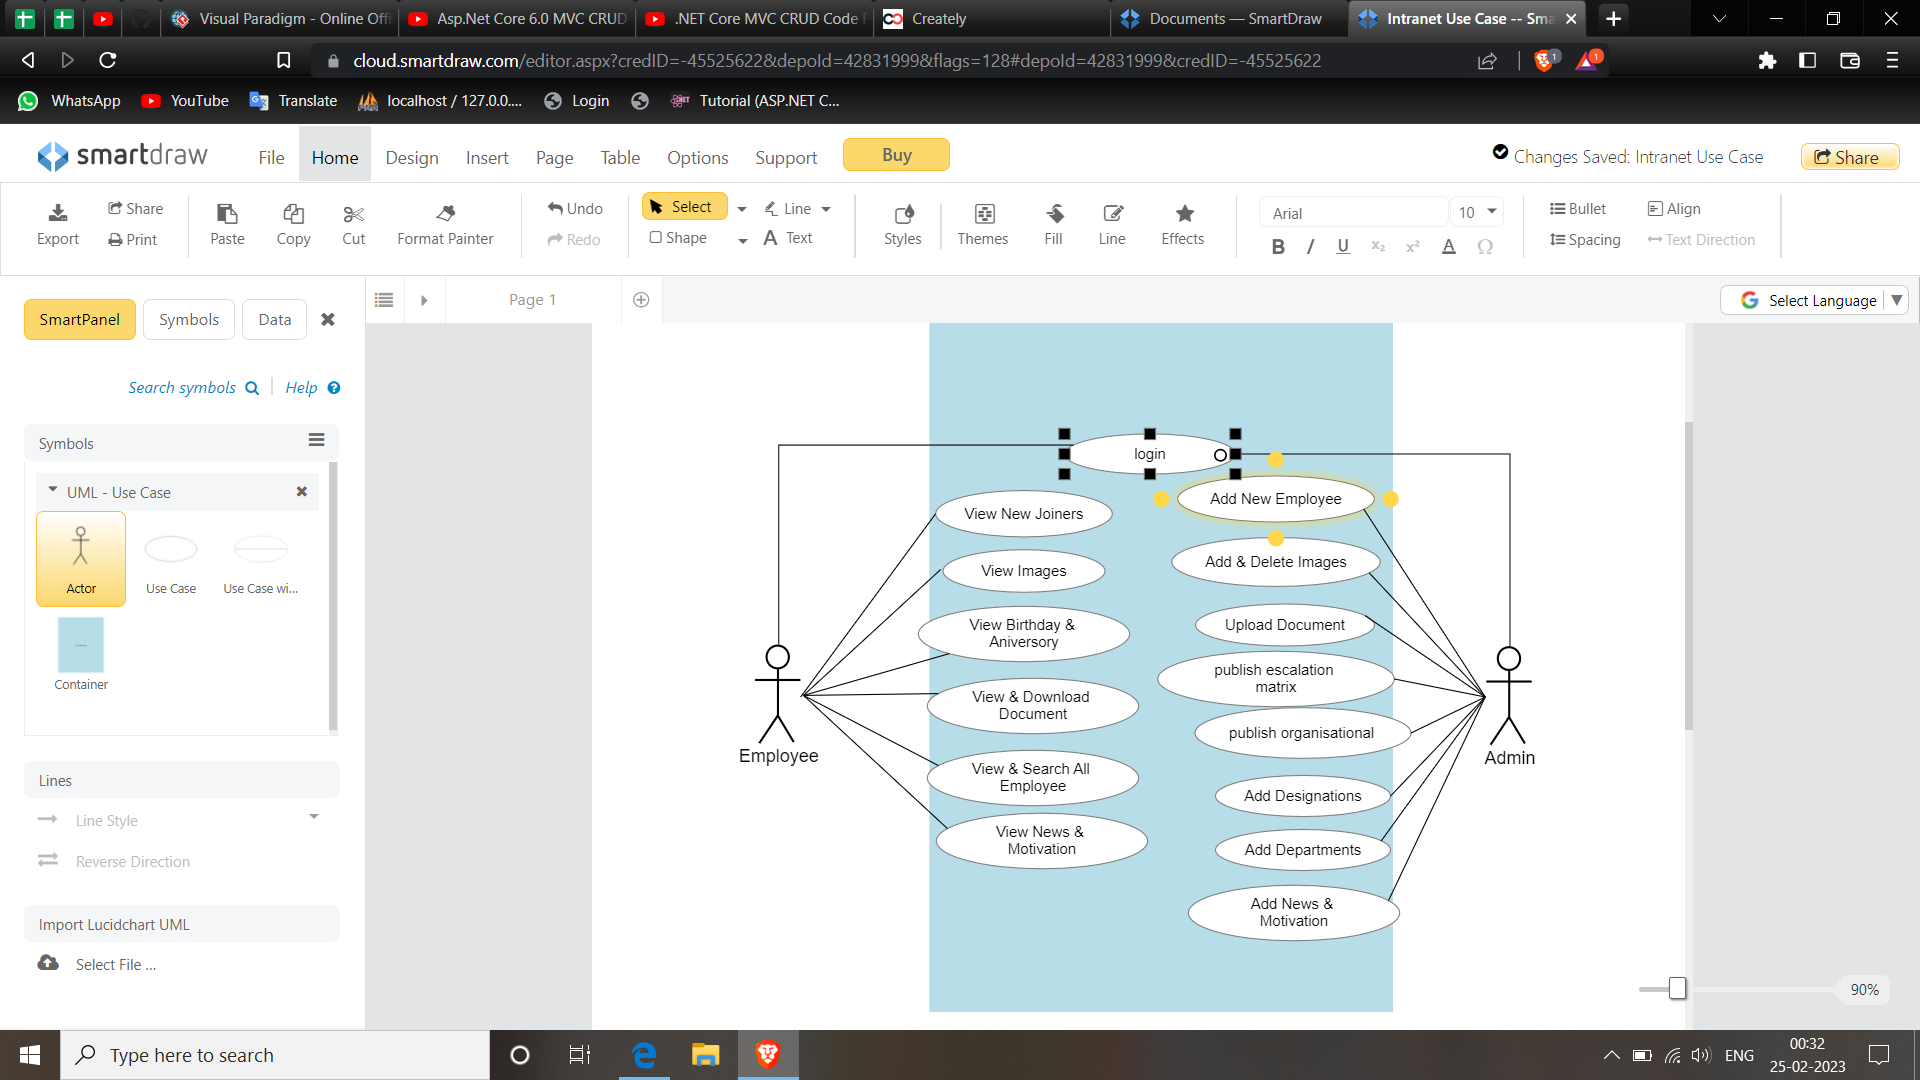 Visual Paradigm - Online Offi
Asp.Net Core 6.0 MVC CRUD
.NET Core MVC CRUD Code F
Creately
Documents — SmartDraw
Intranet Use Case -- Sma
cloud.smartdraw.com/editor.aspx?credID=-45525622&depoId=42831999&flags=128#depoId=42831999&credID=-45525622
1
1
WhatsApp
YouTube
Translate
localhost / 127.0.0....
Login
Tutorial (ASP.NET C...
smartdraw
File
Home
Design
Insert
Page
Table
Options
Support
Buy
Changes Saved: Intranet Use Case
Share
Export
Share
Print
Paste
Copy
Cut
Format Painter
Undo
Redo
Select
Shape
Line
Text
Styles
Themes
Fill
Line
Effects
Arial
10
B I U x₂ x² A Ω
Bullet
Spacing
Align
Text Direction
SmartPanel
Symbols
Data
Page 1
Select Language
Search symbols
Help
Symbols
UML - Use Case
Actor
Use Case
Use Case wi...
Container
Lines
Line Style
Reverse Direction
Import Lucidchart UML
Select File ...
login
View New Joiners
View Images
View Birthday &
Aniversory
View & Download
Document
View & Search All
Employee
View News &
Motivation
Add New Employee
Add & Delete Images
Upload Document
publish escalation
matrix
publish organisational
Add Designations
Add Departments
Add News &
Motivation
Employee
Admin
90%
Type here to search
ENG
00:32
25-02-2023